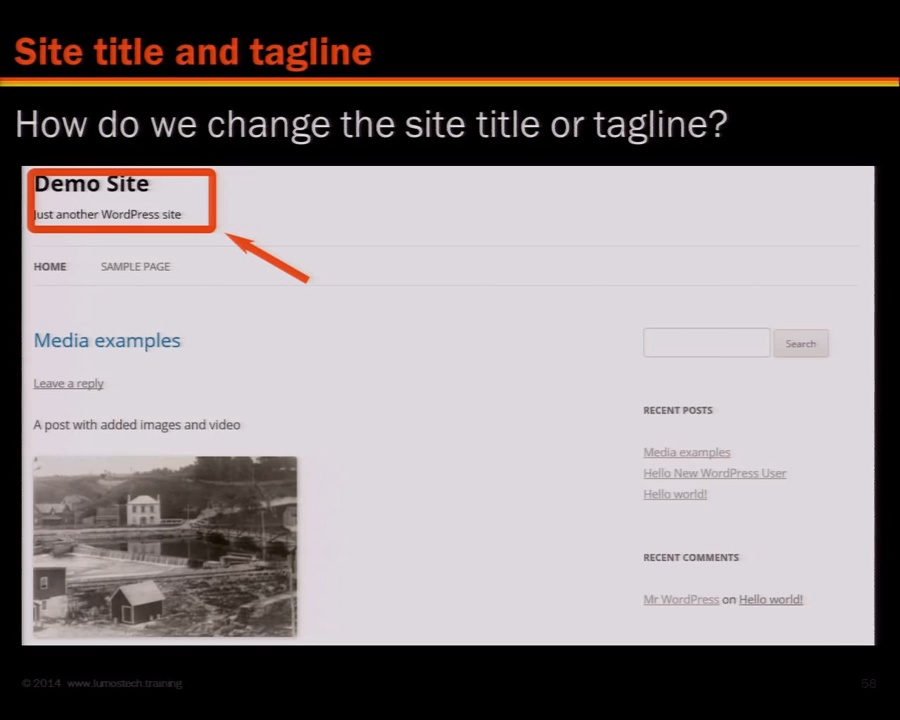 Site title and tagline
How do we change the site title or tagline?
Demo Site
Just another WordPress site
HOME SAMPLE PAGE
Media examples
Search
Leave a reply
RECENT POSTS
A post with added images and video
Media examples
Hello New WordPress User
Hello world!
RECENT COMMENTS
Mr WordPress on Hello world!
© 2014 www.lumostech.training
58